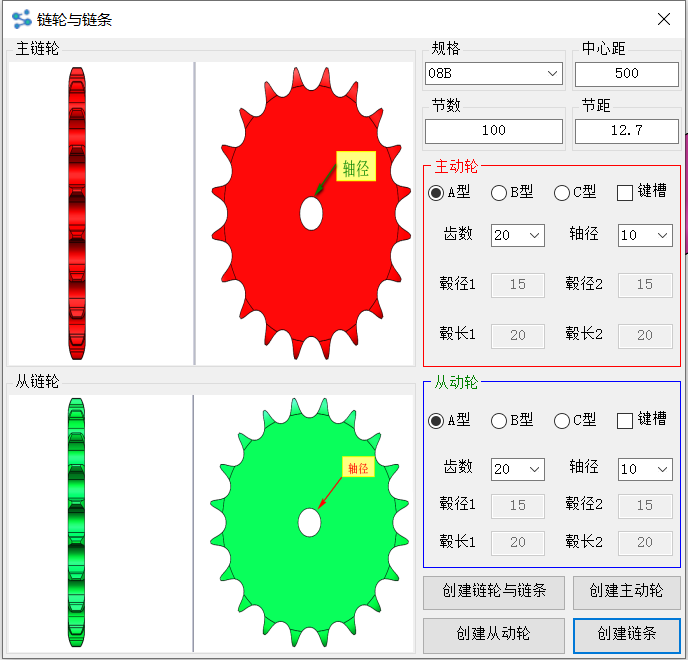 链轮与链条
主链轮
轴径
从链轮
轴径
规格 中心距
08B 500
节数 节距
100 12.7
主动轮
A型 B型 C型 键槽
齿数 20 轴径 10
毂径1 15 毂径2 15
毂长1 20 毂长2 20
从动轮
A型 B型 C型 键槽
齿数 20 轴径 10
毂径1 15 毂径2 15
毂长1 20 毂长2 20
创建链轮与链条 创建主动轮
创建从动轮 创建链条